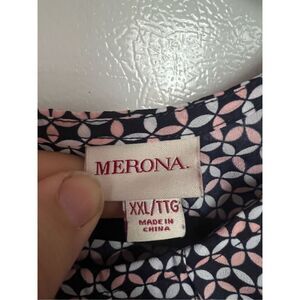 MERONA.
XXL/TTG
MADE IN
CHINA